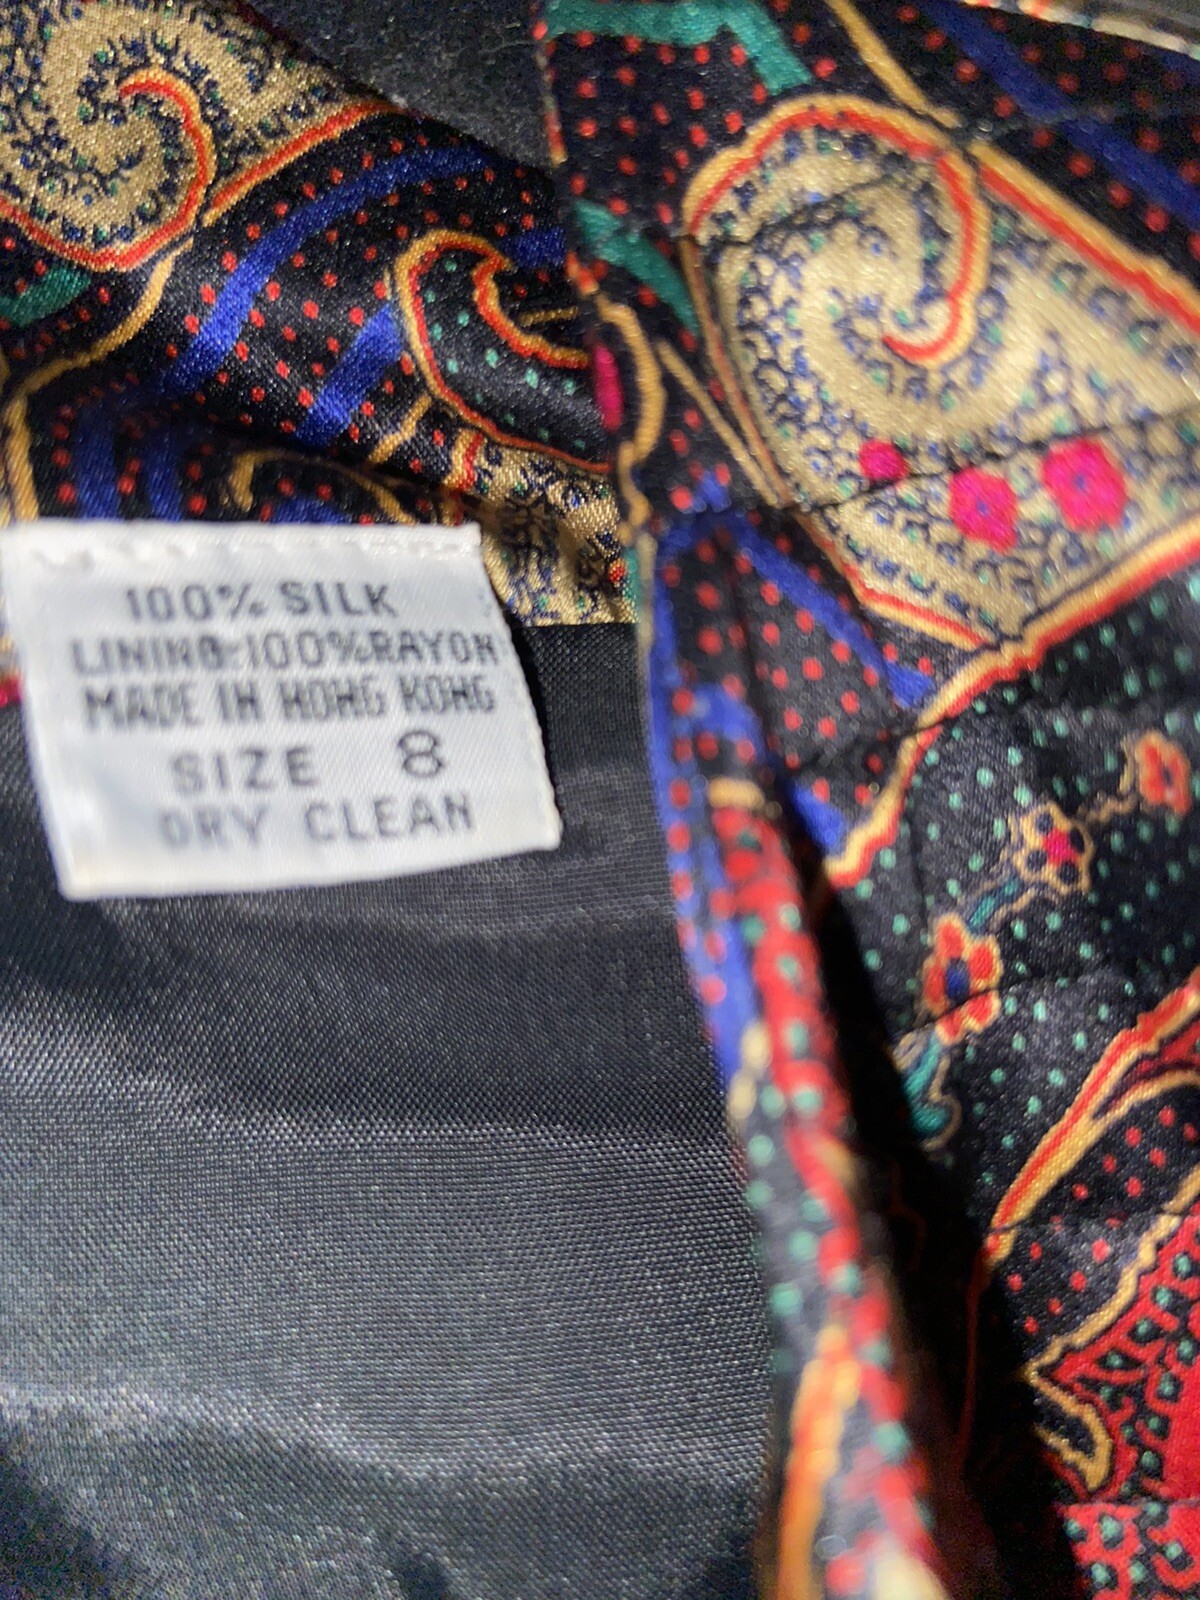 100% SILK
LINING-100%RAYON
MADE IN HONG KONG
SIZE 8
DRY CLEAN